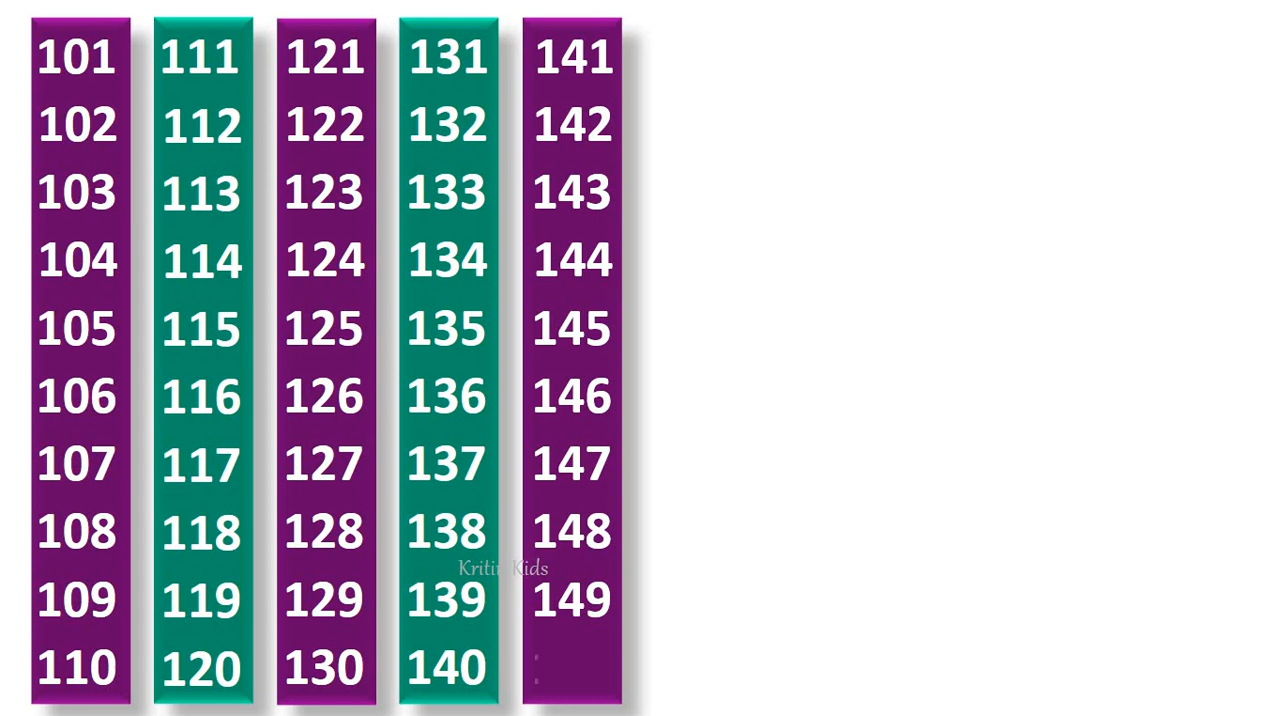 101 111 121 131 141
102 112 122 132 142
103 113 123 133 143
104 114 124 134 144
105 115 125 135 145
106 116 126 136 146
107 117 127 137 147
108 118 128 138 148
Kritin Kids
109 119 129 139 149
110 120 130 140